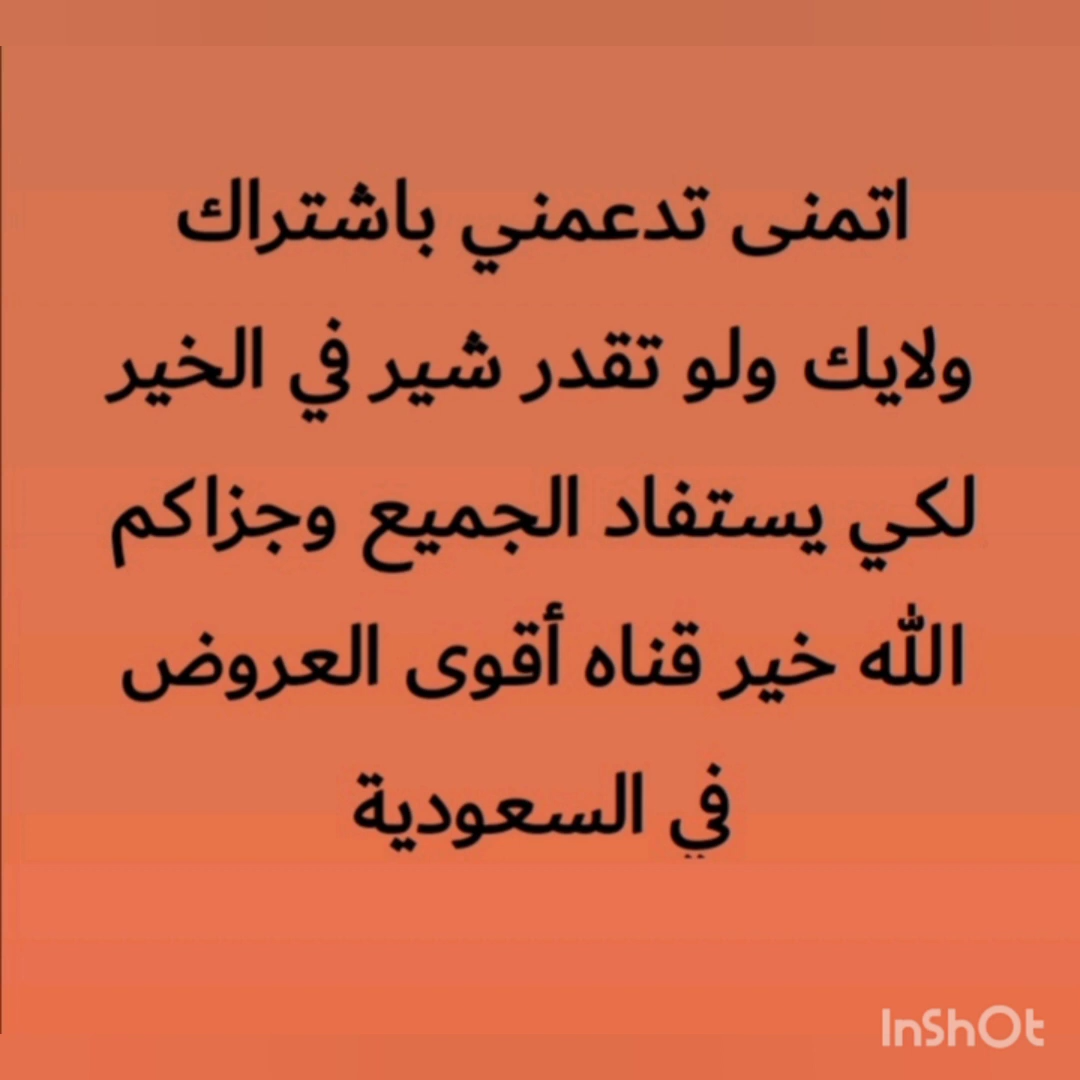 اتمنى تدعمني باشتراك
ولايك ولو تقدر شير في الخير
لكي يستفاد الجميع وجزاكم
الله خير قناه أقوى العروض
في السعودية
InShOt